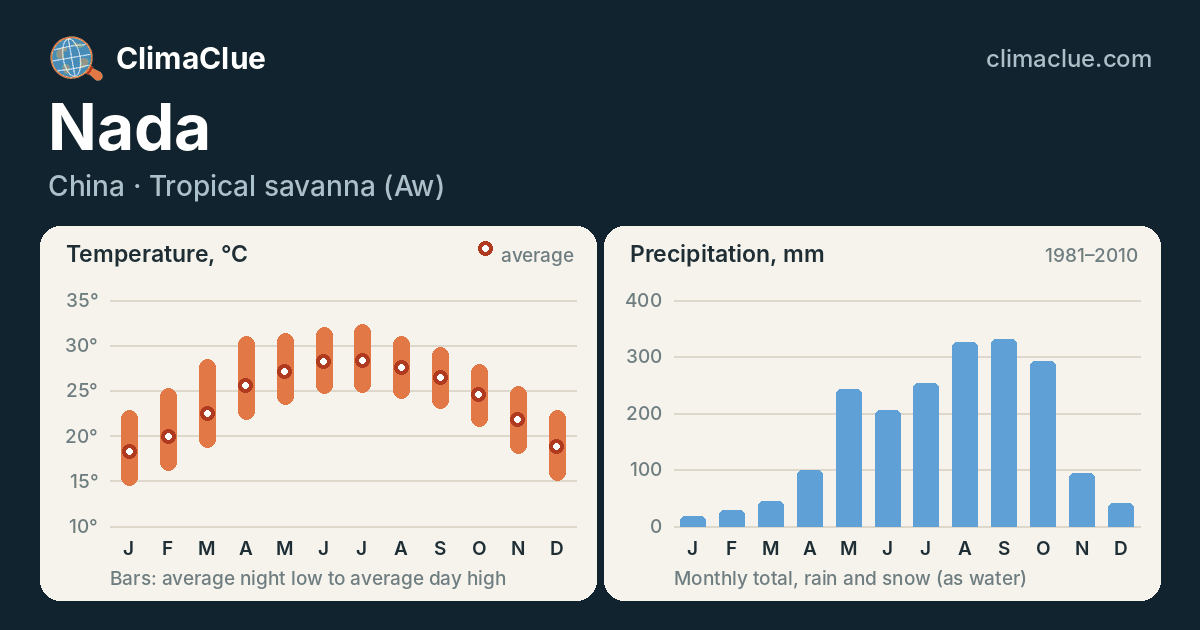 ClimaClue
climaclue.com
Nada
China · Tropical savanna (Aw)
Temperature, °C
average
35°
30°
25°
20°
15°
10°
J F M A M J J A S O N D
Bars: average night low to average day high
Precipitation, mm
1981–2010
400
300
200
100
0
J F M A M J J A S O N D
Monthly total, rain and snow (as water)